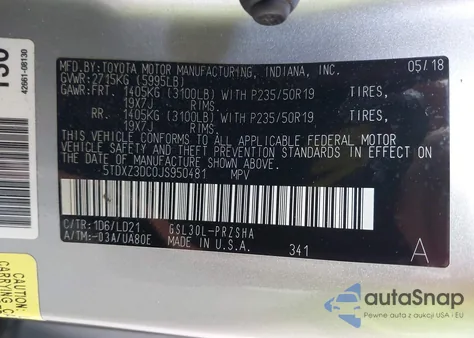 MFD. BY: TOYOTA MOTOR MANUFACTURING, INDIANA, INC. 05/18
GVWR: 2715KG (5995LB)
GAWR:FRT. 1405KG (3100LB) WITH P235/50R19 TIRES,
19X7J RIMS.
RR. 1405KG (3100LB) WITH P235/50R19 TIRES,
19X7J RIMS.
THIS VEHICLE CONFORMS TO ALL APPLICABLE FEDERAL MOTOR
VEHICLE SAFETY AND THEFT PREVENTION STANDARDS IN
EFFECT ON THE DATE OF MANUFACTURE SHOWN ABOVE.
5TDXZ3DC0JS950481 MPV
C/TR:1D6/LD21 GSL30L-PRZSHA
A/TM:-03A/UA80E MADE IN U.S.A. 341 A
42661-08130
autoSnap
Pewne auta z aukcji USA i EU